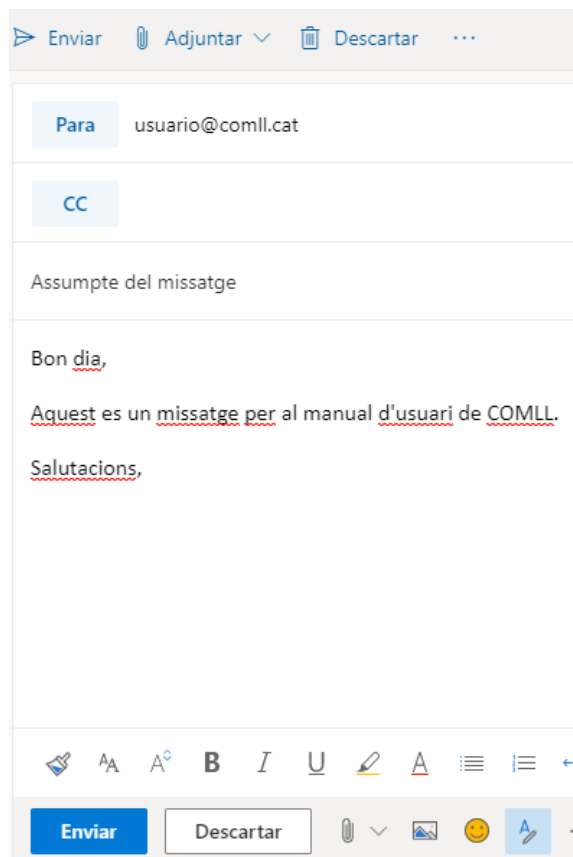 Enviar Adjuntar Descartar ...
Para usuario@comll.cat
CC
Assumpte del missatge
Bon dia,
Aquest es un missatge per al manual d'usuari de COMLL.
Salutacions,
AA A B I U A
Enviar Descartar